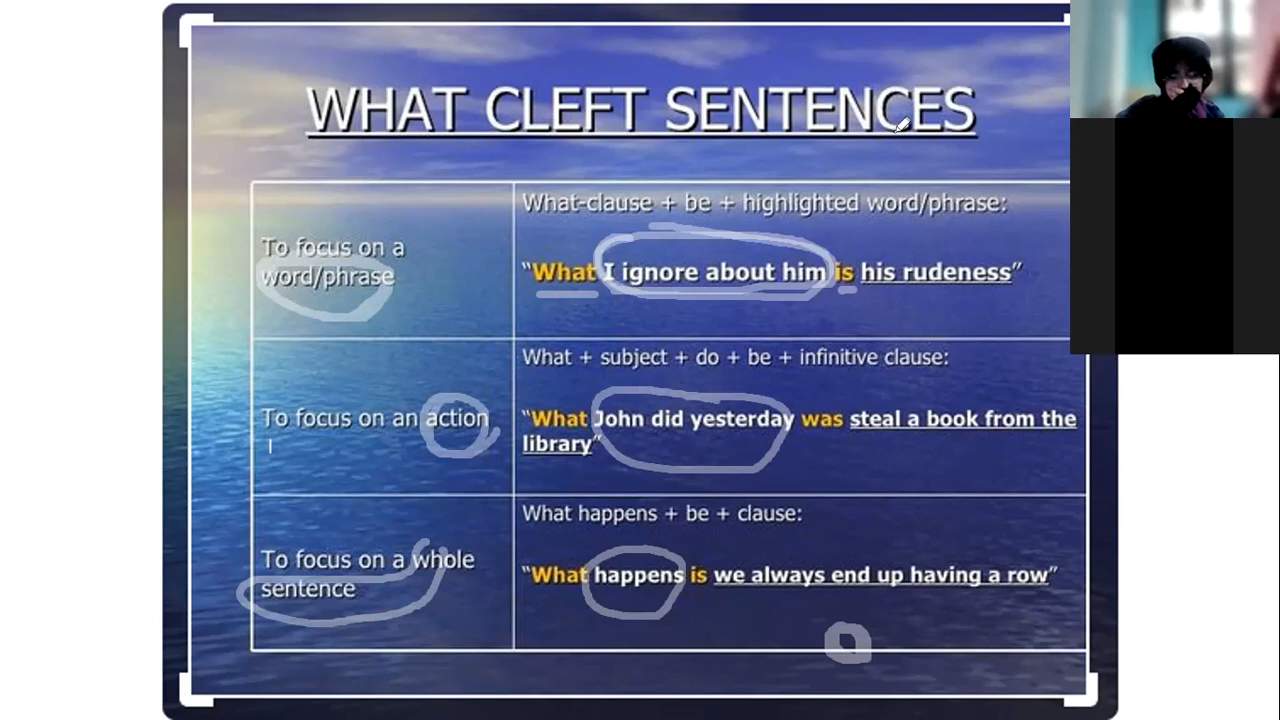 WHAT CLEFT SENTENCES
To focus on a
word/phrase
What-clause + be + highlighted word/phrase:
“What I ignore about him is his rudeness”
To focus on an action
What + subject + do + be + infinitive clause:
“What John did yesterday was steal a book from the
library”
To focus on a whole
sentence
What happens + be + clause:
“What happens is we always end up having a row”